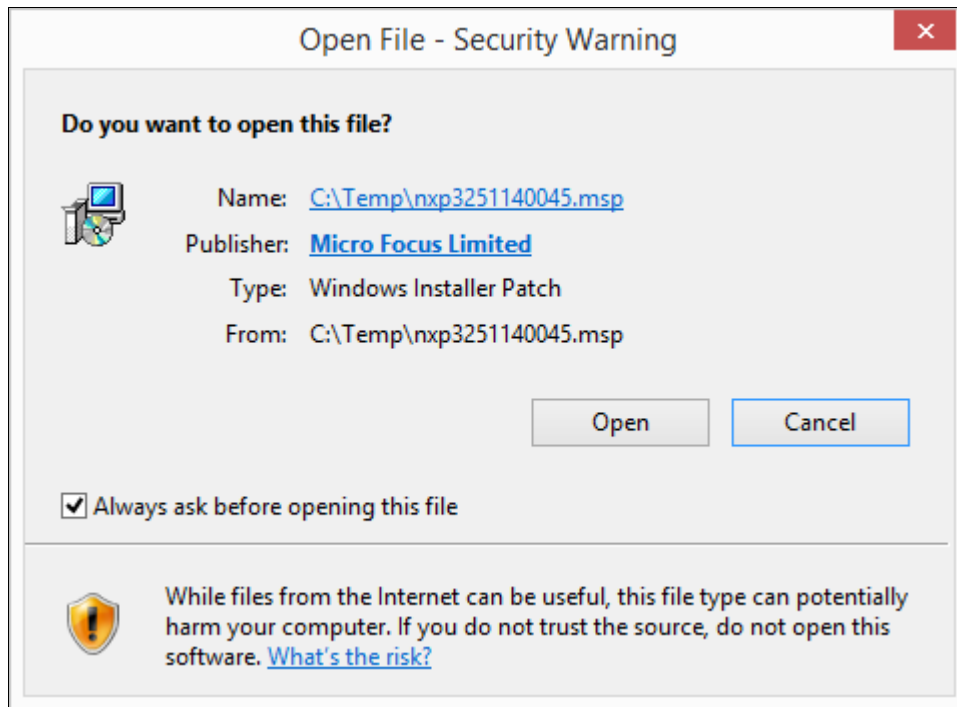 Open File - Security Warning
Do you want to open this file?
Name: C:\Temp\nxp3251140045.msp
Publisher: Micro Focus Limited
Type: Windows Installer Patch
From: C:\Temp\nxp3251140045.msp
Open Cancel
Always ask before opening this file
While files from the Internet can be useful, this file type can potentially
harm your computer. If you do not trust the source, do not open this
software. What's the risk?